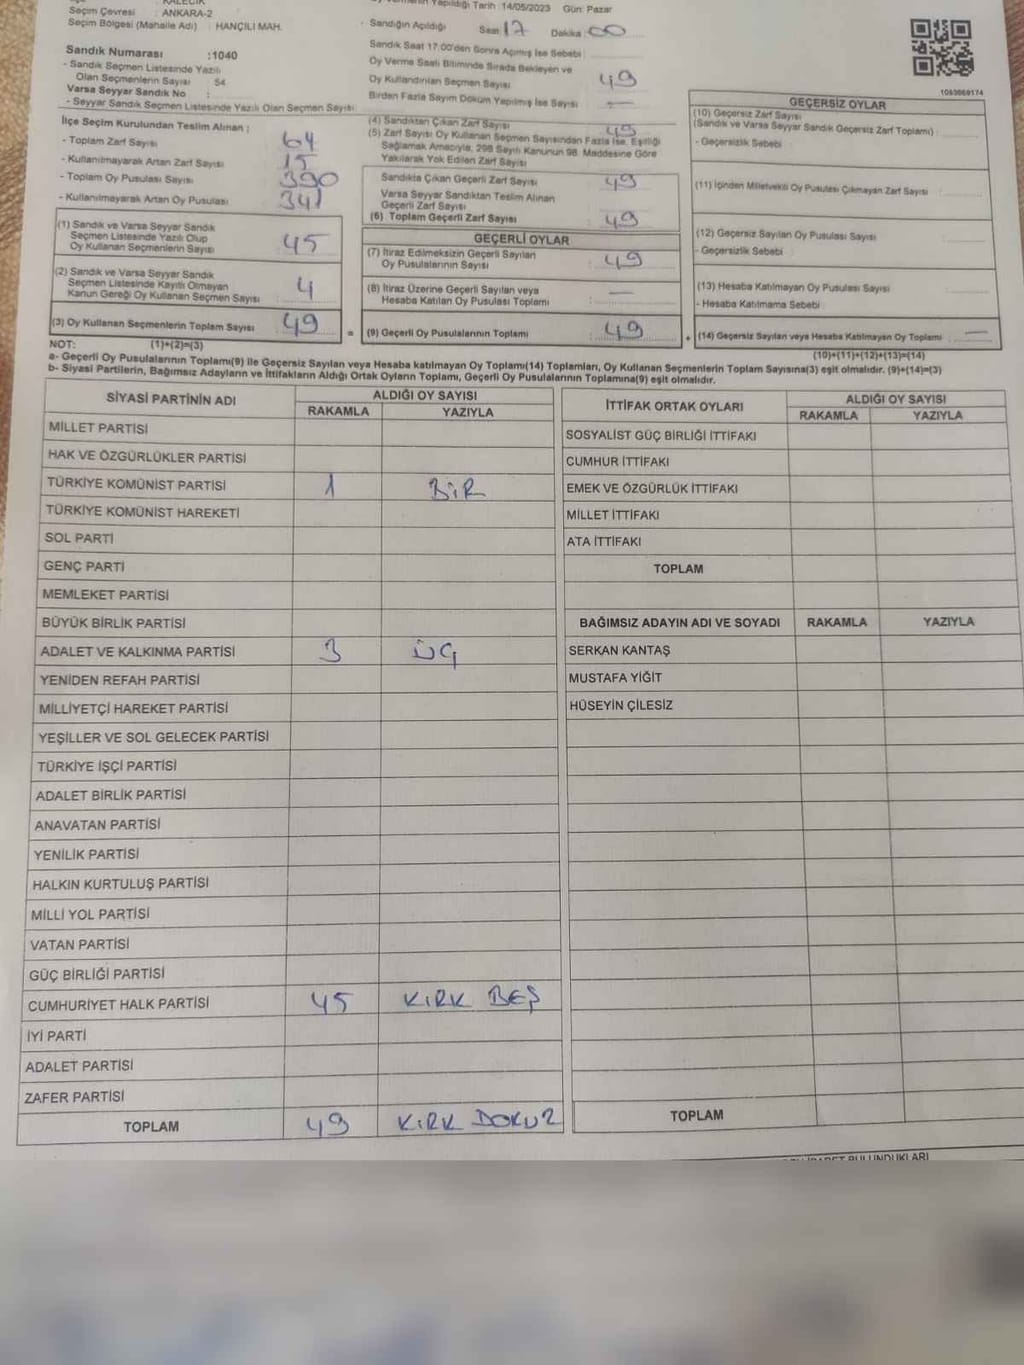 KALECİK
Seçim Çevresi : ANKARA-2
Seçim Bölgesi (Mahalle Adı) : HANÇILI MAH.
Sandık Numarası :1040
- Sandık Seçmen Listesinde Yazılı
Olan Seçmenlerin Sayısı : 54
Varsa Seyyar Sandık No :
- Seyyar Sandık Seçmen Listesinde Yazılı Olan Seçmen Sayısı:
İlçe Seçim Kurulundan Teslim Alınan ;
- Toplam Zarf Sayısı : 64
- Kullanılmayarak Artan Zarf Sayısı : 15
- Toplam Oy Pusulası Sayısı : 390
- Kullanılmayarak Artan Oy Pusulası : 341
(1) Sandık ve Varsa Seyyar Sandık
Seçmen Listesinde Yazılı Olup
Oy Kullanan Seçmenlerin Sayısı : 45
(2) Sandık ve Varsa Seyyar Sandık
Seçmen Listesinde Kayıtlı Olmayan
Kanun Gereği Oy Kullanan Seçmen Sayısı : 4
(3) Oy Kullanan Seçmenlerin Toplam Sayısı : 49
Yapıldığı Tarih :14/05/2023 Gün: Pazar
- Sandığın Açıldığı Saat 17 Dakika 00
Sandık Saat 17.00'den Sonra Açılmış İse Sebebi
Oy Verme Saati Bitiminde Sırada Bekleyen ve
Oy Kullandırılan Seçmen Sayısı : 49
Birden Fazla Sayım Döküm Yapılmış İse Sayısı : —
(4) Sandıktan Çıkan Zarf Sayısı : 49
(5) Zarf Sayısı Oy Kullanan Seçmen Sayısından Fazla İse, Eşitliği
Sağlamak Amacıyla, 298 Sayılı Kanunun 98. Maddesine Göre
Yakılarak Yok Edilen Zarf Sayısı
Sandıkta Çıkan Geçerli Zarf Sayısı : 49
Varsa Seyyar Sandıktan Teslim Alınan
Geçerli Zarf Sayısı
(6) Toplam Geçerli Zarf Sayısı : 49
GEÇERLİ OYLAR
(7) İtiraz Edilmeksizin Geçerli Sayılan
Oy Pusulalarının Sayısı : 49
(8) İtiraz Üzerine Geçerli Sayılan veya
Hesaba Katılan Oy Pusulası Toplamı : —
= (9) Geçerli Oy Pusulalarının Toplamı : 49
1083069174
GEÇERSİZ OYLAR
(10) Geçersiz Zarf Sayısı
(Sandık ve Varsa Seyyar Sandık Geçersiz Zarf Toplamı) :
- Geçersizlik Sebebi :
(11) İçinden Milletvekili Oy Pusulası Çıkmayan Zarf Sayısı :
(12) Geçersiz Sayılan Oy Pusulası Sayısı :
- Geçersizlik Sebebi :
(13) Hesaba Katılmayan Oy Pusulası Sayısı :
- Hesaba Katılmama Sebebi :
+ (14) Geçersiz Sayılan veya Hesaba Katılmayan Oy Toplamı : —
NOT: (1)+(2)=(3) (10)+(11)+(12)+(13)=(14)
a- Geçerli Oy Pusulalarının Toplamı(9) ile Geçersiz Sayılan veya Hesaba katılmayan Oy Toplamı(14) Toplamları, Oy Kullanan Seçmenlerin Toplam Sayısına(3) eşit olmalıdır. (9)+(14)=(3)
b- Siyasi Partilerin, Bağımsız Adayların ve İttifakların Aldığı Ortak Oyların Toplamı, Geçerli Oy Pusulalarının Toplamına(9) eşit olmalıdır.
SİYASİ PARTİNİN ADI ALDIĞI OY SAYISI
RAKAMLA YAZIYLA
MİLLET PARTİSİ
HAK VE ÖZGÜRLÜKLER PARTİSİ
TÜRKİYE KOMÜNİST PARTİSİ 1 BİR
TÜRKİYE KOMÜNİST HAREKETİ
SOL PARTİ
GENÇ PARTİ
MEMLEKET PARTİSİ
BÜYÜK BİRLİK PARTİSİ
ADALET VE KALKINMA PARTİSİ 3 ÜÇ
YENİDEN REFAH PARTİSİ
MİLLİYETÇİ HAREKET PARTİSİ
YEŞİLLER VE SOL GELECEK PARTİSİ
TÜRKİYE İŞÇİ PARTİSİ
ADALET BİRLİK PARTİSİ
ANAVATAN PARTİSİ
YENİLİK PARTİSİ
HALKIN KURTULUŞ PARTİSİ
MİLLİ YOL PARTİSİ
VATAN PARTİSİ
GÜÇ BİRLİĞİ PARTİSİ
CUMHURİYET HALK PARTİSİ 45 KIRK BEŞ
İYİ PARTİ
ADALET PARTİSİ
ZAFER PARTİSİ
TOPLAM 49 KIRK DOKUZ
İTTİFAK ORTAK OYLARI ALDIĞI OY SAYISI
RAKAMLA YAZIYLA
SOSYALİST GÜÇ BİRLİĞİ İTTİFAKI
CUMHUR İTTİFAKI
EMEK VE ÖZGÜRLÜK İTTİFAKI
MİLLET İTTİFAKI
ATA İTTİFAKI
TOPLAM
BAĞIMSIZ ADAYIN ADI VE SOYADI RAKAMLA YAZIYLA
SERKAN KANTAŞ
MUSTAFA YİĞİT
HÜSEYİN ÇİLESİZ
TOPLAM